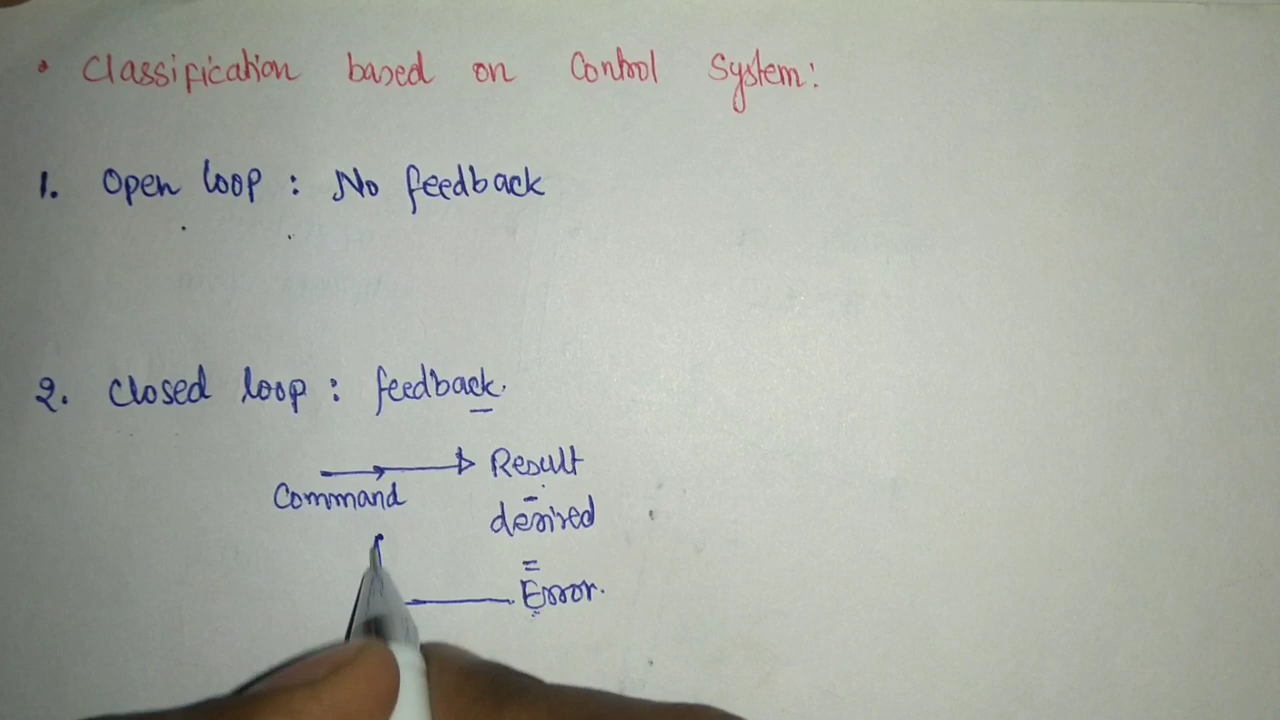 • Classification based on Control System:
1. Open loop : No feedback
2. Closed loop : feedback.
Result
Command
-
desired
=
Error.